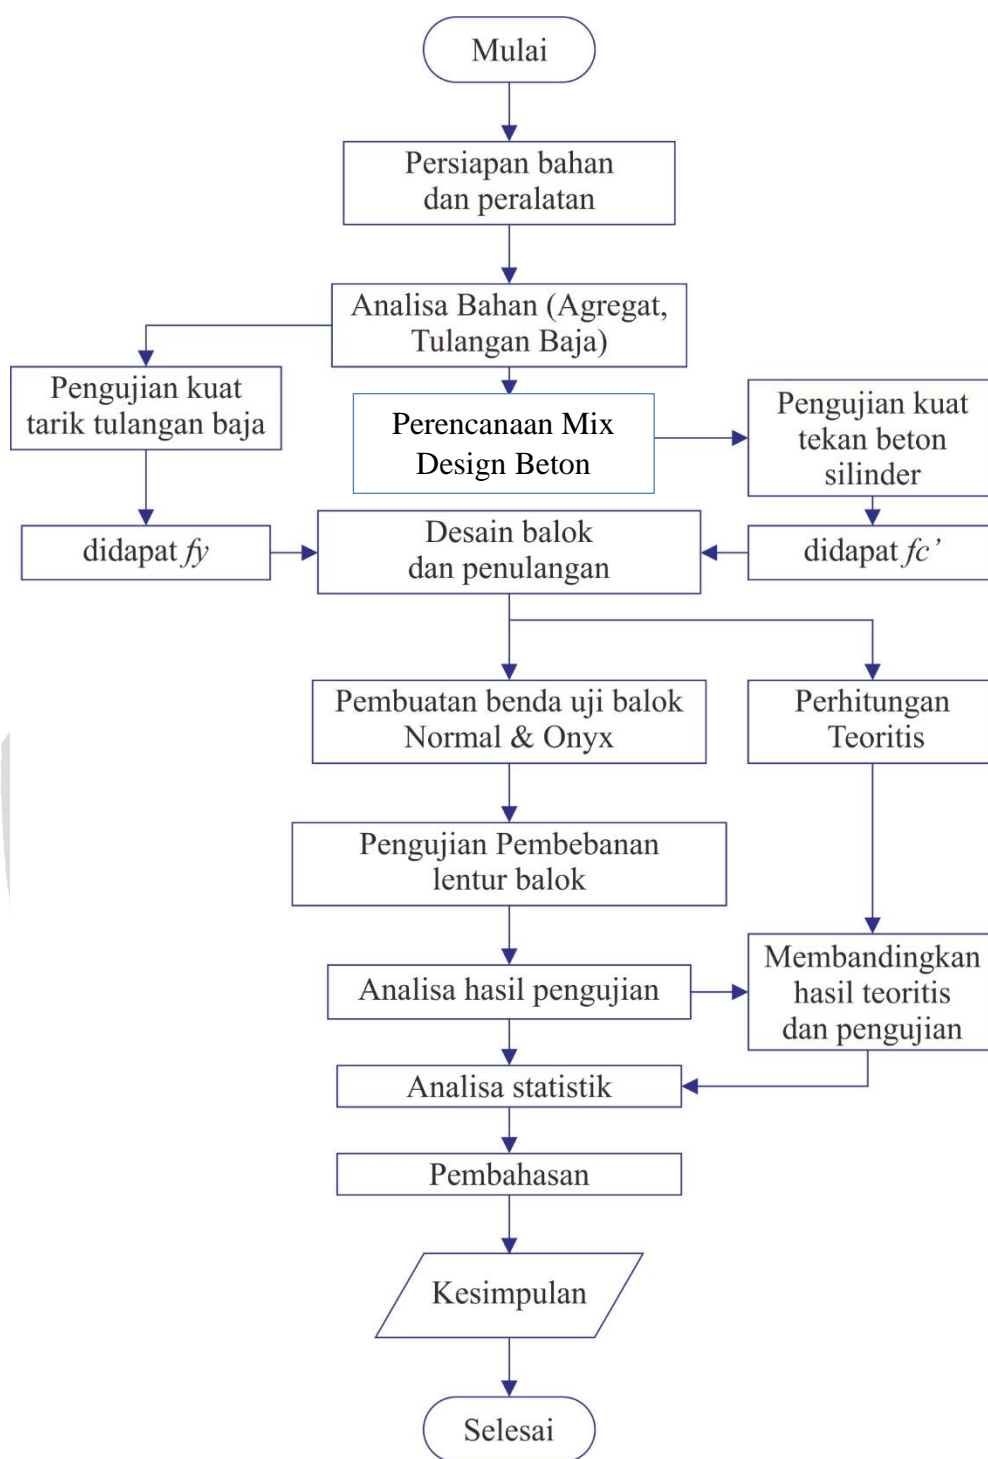 Mulai
Persiapan bahan
dan peralatan
Analisa Bahan (Agregat,
Tulangan Baja)
Pengujian kuat
tarik tulangan baja
Perencanaan Mix
Design Beton
Pengujian kuat
tekan beton
silinder
didapat fy
Desain balok
dan penulangan
didapat fc’
Pembuatan benda uji balok
Normal & Onyx
Perhitungan
Teoritis
Pengujian Pembebanan
lentur balok
Analisa hasil pengujian
Membandingkan
hasil teoritis
dan pengujian
Analisa statistik
Pembahasan
Kesimpulan
Selesai